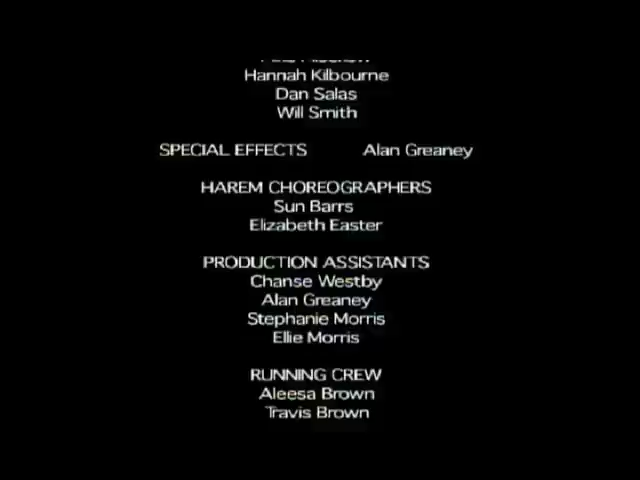 Hannah Kilbourne
Dan Salas
Will Smith
SPECIAL EFFECTS Alan Greaney
HAREM CHOREOGRAPHERS
Sun Barrs
Elizabeth Easter
PRODUCTION ASSISTANTS
Chanse Westby
Alan Greaney
Stephanie Morris
Ellie Morris
RUNNING CREW
Aleesa Brown
Travis Brown